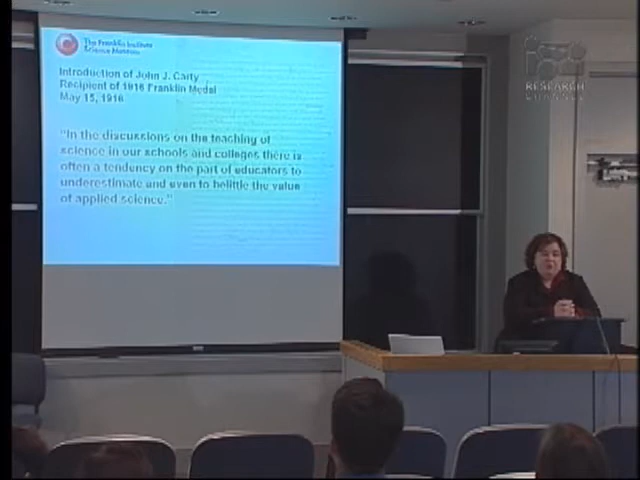 The Franklin Institute
Science Museum
Introduction of John J. Carty
Recipient of 1916 Franklin Medal
May 15, 1916
"In the discussions on the teaching of
science in our schools and colleges there is
often a tendency on the part of educators to
underestimate and even to belittle the value
of applied science."
RESEARCH
CHANNEL